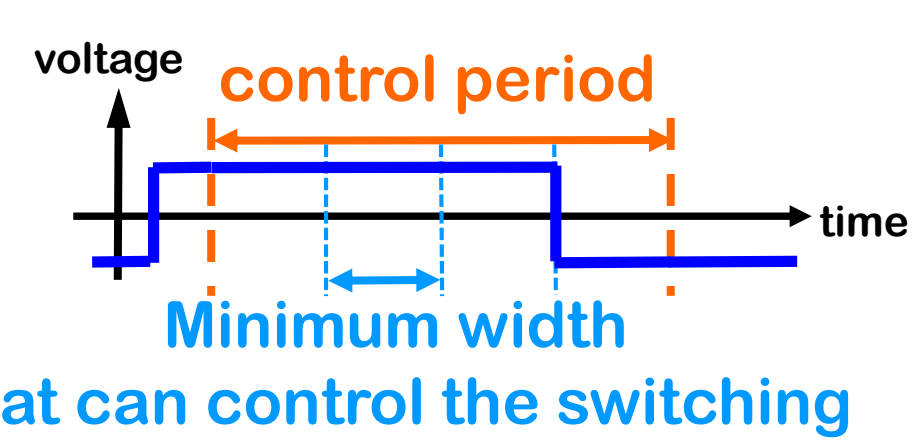 voltage
control period
time
Minimum width
at can control the switching